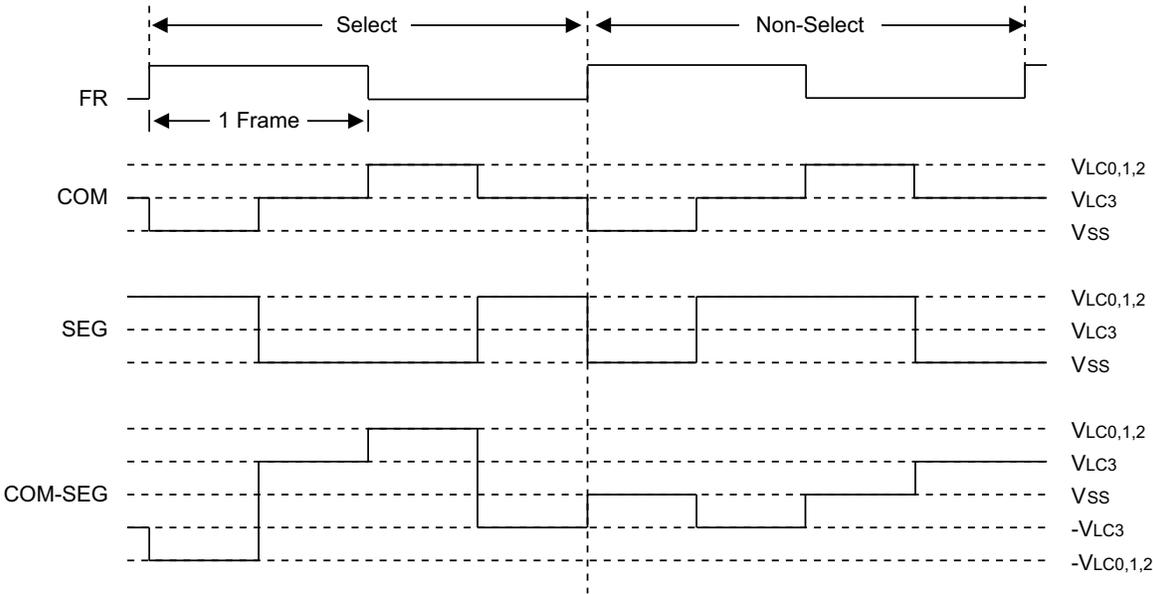 Select
Non-Select
FR
1 Frame
COM
VLC0,1,2
VLC3
VSS
SEG
VLC0,1,2
VLC3
VSS
COM-SEG
VLC0,1,2
VLC3
VSS
-VLC3
-VLC0,1,2